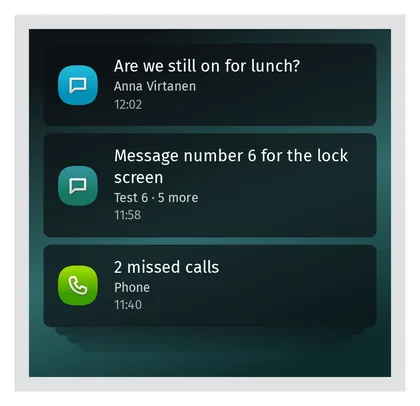 Are we still on for lunch?
Anna Virtanen
12:02
Message number 6 for the lock
screen
Test 6 · 5 more
11:58
2 missed calls
Phone
11:40